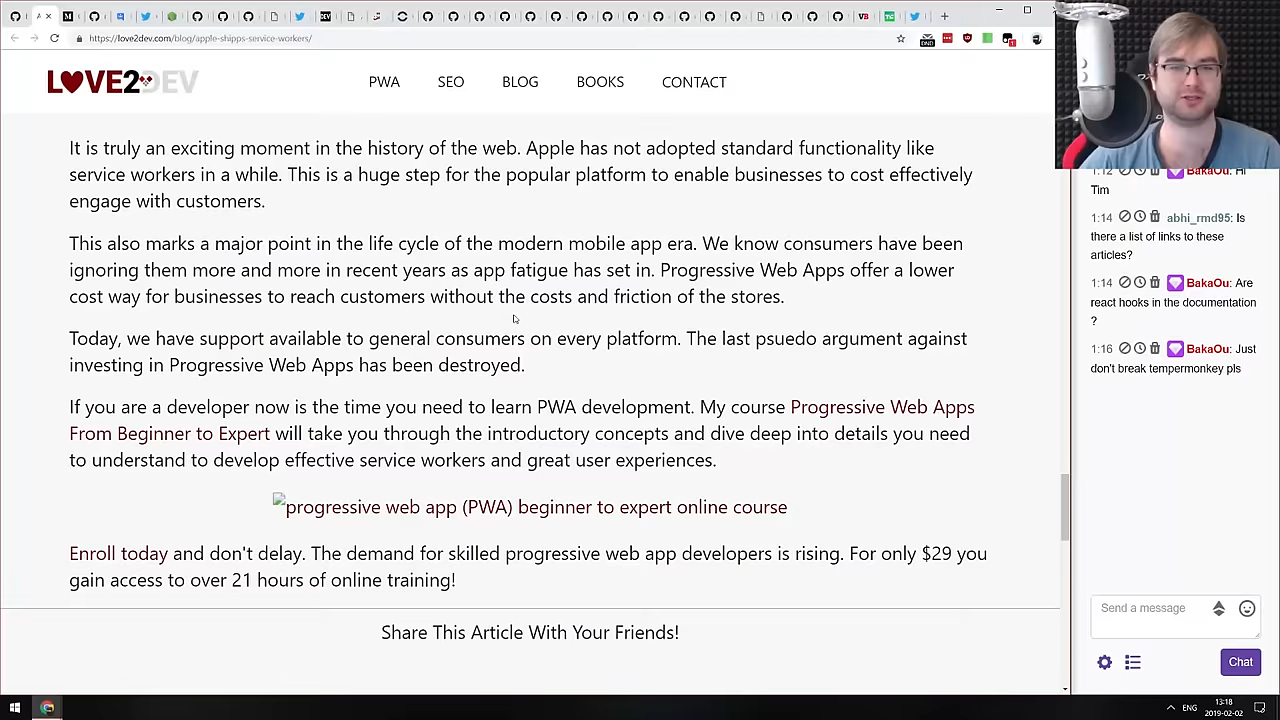 https://love2dev.com/blog/apple-shipps-service-workers/
DND
1
VB
TC
DEV
LOVE2DEV
PWA
SEO
BLOG
BOOKS
CONTACT
It is truly an exciting moment in the history of the web. Apple has not adopted standard functionality like
service workers in a while. This is a huge step for the popular platform to enable businesses to cost effectively
engage with customers.
This also marks a major point in the life cycle of the modern mobile app era. We know consumers have been
ignoring them more and more in recent years as app fatigue has set in. Progressive Web Apps offer a lower
cost way for businesses to reach customers without the costs and friction of the stores.
Today, we have support available to general consumers on every platform. The last psuedo argument against
investing in Progressive Web Apps has been destroyed.
If you are a developer now is the time you need to learn PWA development. My course Progressive Web Apps
From Beginner to Expert will take you through the introductory concepts and dive deep into details you need
to understand to develop effective service workers and great user experiences.
progressive web app (PWA) beginner to expert online course
Enroll today and don't delay. The demand for skilled progressive web app developers is rising. For only $29 you
gain access to over 21 hours of online training!
Share This Article With Your Friends!
1:12 BakaOu: Hi
Tim
1:14 abhi_rmd95: Is
there a list of links to these
articles?
1:14 BakaOu: Are
react hooks in the documentation
?
1:16 BakaOu: Just
don't break tempermonkey pls
Send a message
Chat
ENG
13:18
2019-02-02